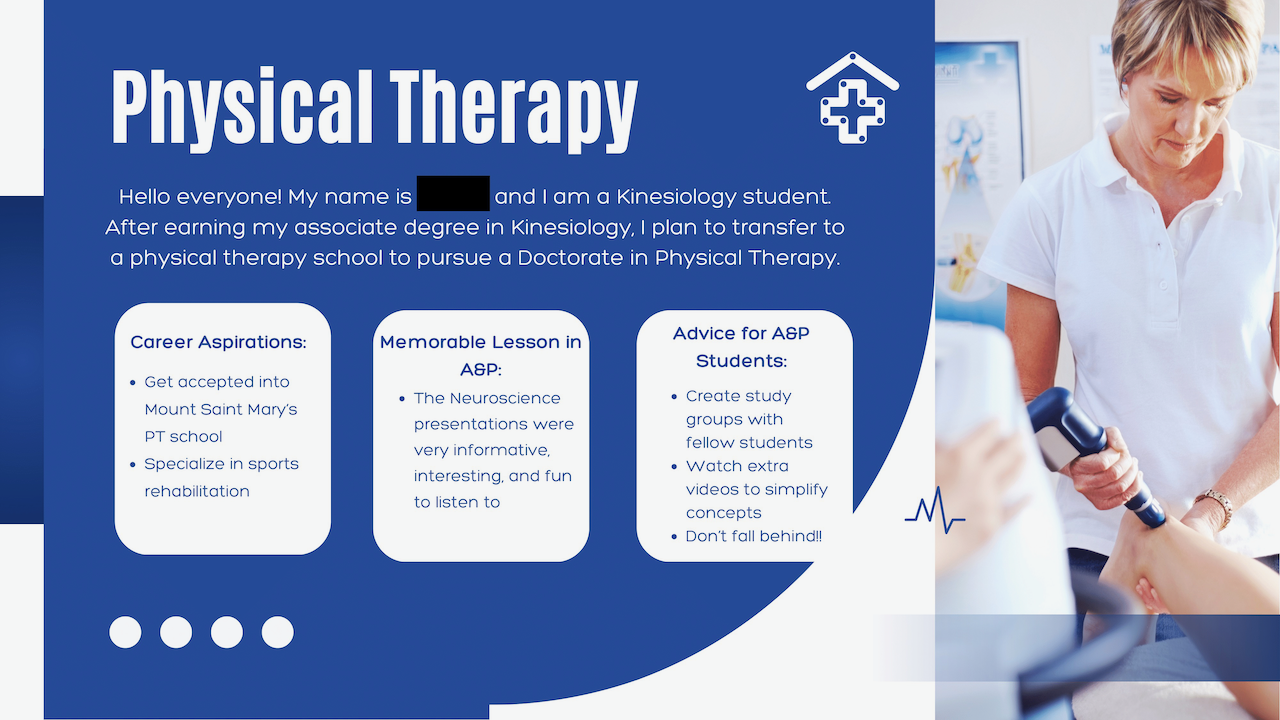 Physical Therapy
Hello everyone! My name is and I am a Kinesiology student.
After earning my associate degree in Kinesiology, I plan to transfer to
a physical therapy school to pursue a Doctorate in Physical Therapy.
Career Aspirations:
• Get accepted into
Mount Saint Mary's
PT school
• Specialize in sports
rehabilitation
Memorable Lesson in
A&P:
• The Neuroscience
presentations were
very informative,
interesting, and fun
to listen to
Advice for A&P
Students:
• Create study
groups with
fellow students
• Watch extra
videos to simplify
concepts
• Don't fall behind!!